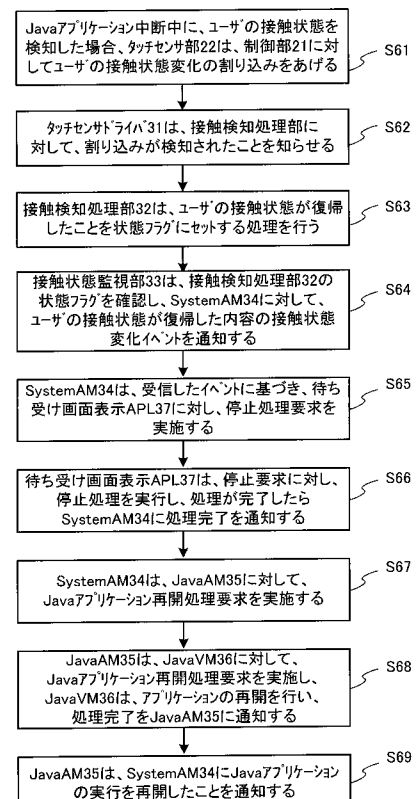 Javaアプリケーション中断中に、ユーザの接触状態を
検知した場合、タッチセンサ部22は、制御部21に対
してユーザの接触状態変化の割り込みをあげる
S61
タッチセンサドライバ31は、接触検知処理部に
対して、割り込みが検知されたことを知らせる
S62
接触検知処理部32は、ユーザの接触状態が復帰
したことを状態フラグにセットする処理を行う
S63
接触状態監視部33は、接触検知処理部32の
状態フラグを確認し、SystemAM34に対して、
ユーザの接触状態が復帰した内容の接触状態
変化イベントを通知する
S64
SystemAM34は、受信したイベントに基づき、待ち
受け画面表示APL37に対し、停止処理要求を
実施する
S65
待ち受け画面表示APL37は、停止要求に対し、
停止処理を実行し、処理が完了したら
SystemAM34に処理完了を通知する
S66
SystemAM34は、JavaAM35に対して、
Javaアプリケーション再開処理要求を実施する
S67
JavaAM35は、JavaVM36に対して、
Javaアプリケーション再開処理要求を実施し、
JavaVM36は、アプリケーションの再開を行い、
処理完了をJavaAM35に通知する
S68
JavaAM35は、SystemAM34にJavaアプリケーション
の実行を再開したことを通知する
S69